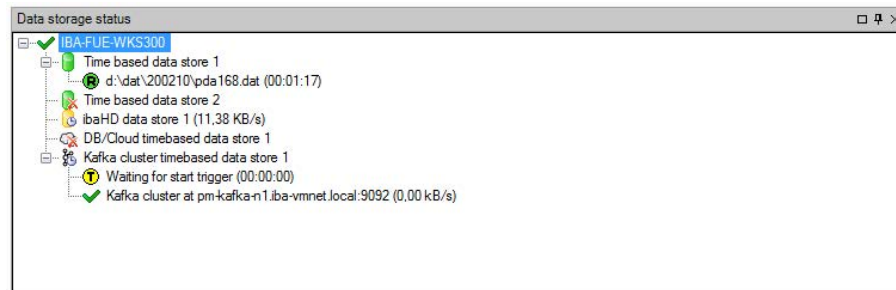 Data storage status
IBA-FUE-WKS300
Time based data store 1
R d:\dat\200210\pda168.dat (00:01:17)
Time based data store 2
ibaHD data store 1 (11,38 KB/s)
DB/Cloud timebased data store 1
Kafka cluster timebased data store 1
T Waiting for start trigger (00:00:00)
Kafka cluster at pm-kafka-n1.iba-vmnet.local:9092 (0,00 kB/s)